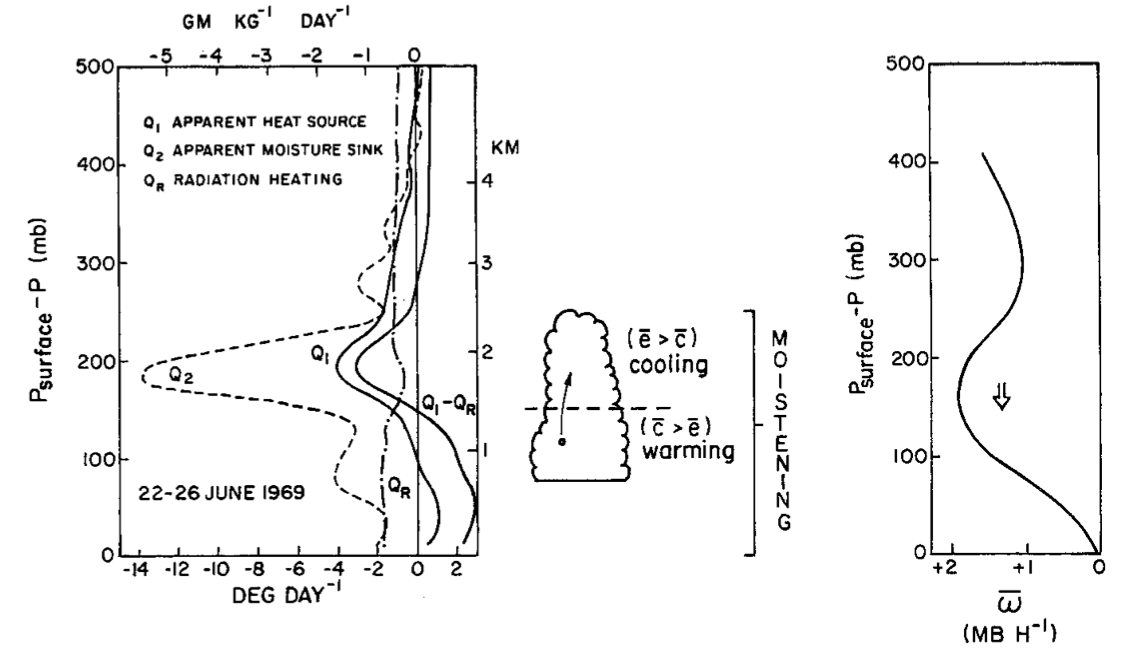 GM KG⁻¹ DAY⁻¹
-5 -4 -3 -2 -1 0
500
400
300
200
100
0
Psurface-P (mb)
Q₁ APPARENT HEAT SOURCE
Q₂ APPARENT MOISTURE SINK
Q_R RADIATION HEATING
KM
4
3
2
1
Q₁
Q₂
Q₁-Q_R
Q_R
22-26 JUNE 1969
-14 -12 -10 -8 -6 -4 -2 0 2
DEG DAY⁻¹
(e̅ > c̅)
cooling
(c̅ > e̅)
warming
MOISTENING
500
400
300
200
100
0
Psurface-P (mb)
+2 +1 0
ω̅
(MB H⁻¹)